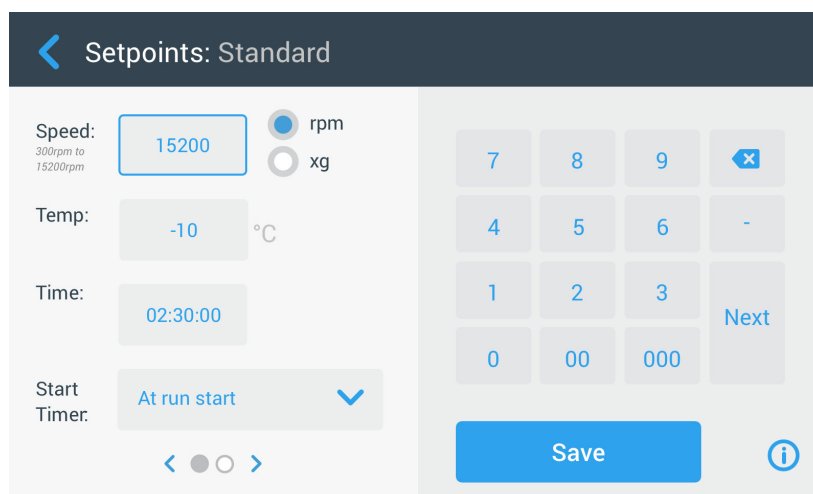 Setpoints: Standard
Speed:
300rpm to
15200rpm
15200
rpm
xg
Temp:
-10
°C
Time:
02:30:00
Start
Timer:
At run start
7 8 9
4 5 6 -
1 2 3
Next
0 00 000
Save